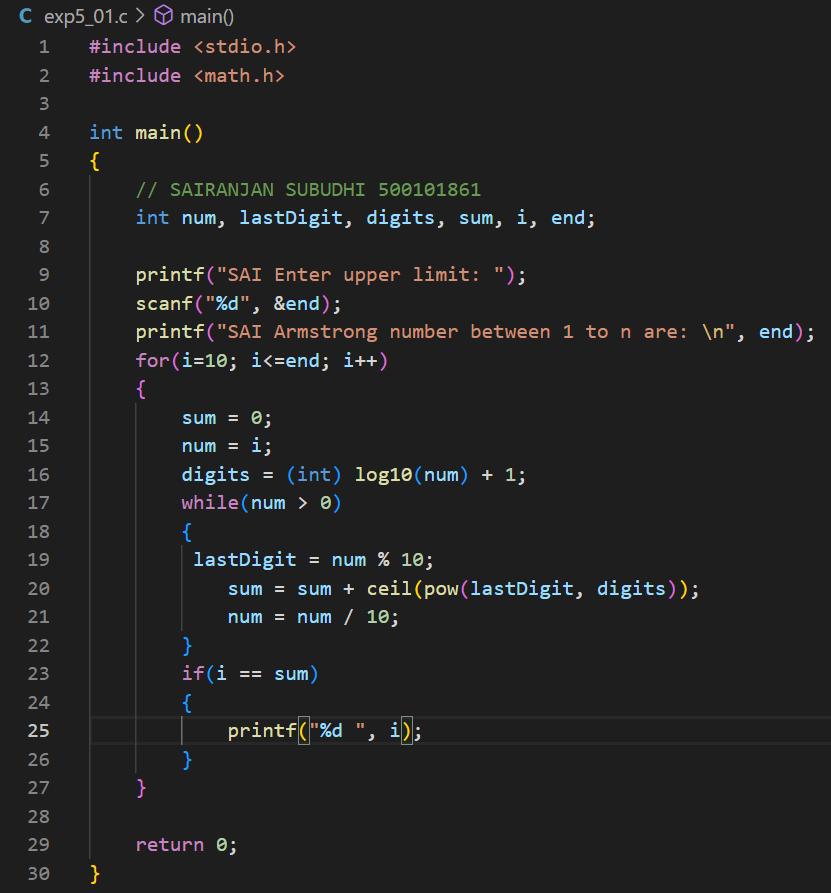 C exp5_01.c > main()
1 #include <stdio.h>
2 #include <math.h>
3
4 int main()
5 {
6     // SAIRANJAN SUBUDHI 500101861
7     int num, lastDigit, digits, sum, i, end;
8
9     printf("SAI Enter upper limit: ");
10     scanf("%d", &end);
11     printf("SAI Armstrong number between 1 to n are: \n", end);
12     for(i=10; i<=end; i++)
13     {
14         sum = 0;
15         num = i;
16         digits = (int) log10(num) + 1;
17         while(num > 0)
18         {
19          lastDigit = num % 10;
20             sum = sum + ceil(pow(lastDigit, digits));
21             num = num / 10;
22         }
23         if(i == sum)
24         {
25             printf("%d ", i);
26         }
27     }
28
29     return 0;
30 }